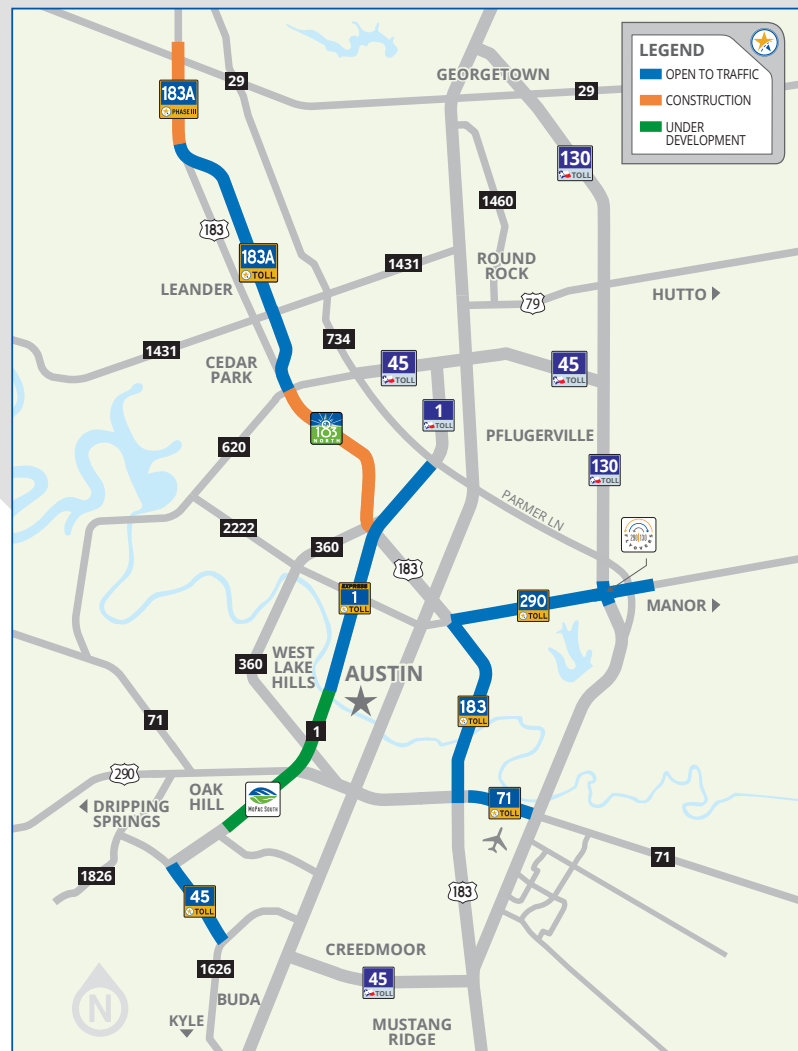 LEGEND
OPEN TO TRAFFIC
CONSTRUCTION
UNDER
DEVELOPMENT
GEORGETOWN
29
29
183A
PHASE III
130
TOLL
1460
183
183A
TOLL
1431
ROUND
ROCK
LEANDER
79
HUTTO
734
1431
CEDAR
PARK
45
TOLL
45
TOLL
1
TOLL
183
NORTH
PFLUGERVILLE
620
130
TOLL
PARMER LN
2222
360
290|130
183
EXPRESS
1
TOLL
290
TOLL
MANOR
360
WEST
LAKE
HILLS
AUSTIN
183
TOLL
71
1
290
OAK
HILL
MOPAC SOUTH
DRIPPING
SPRINGS
71
TOLL
71
1826
45
TOLL
183
CREEDMOOR
1626
45
TOLL
BUDA
N
KYLE
MUSTANG
RIDGE